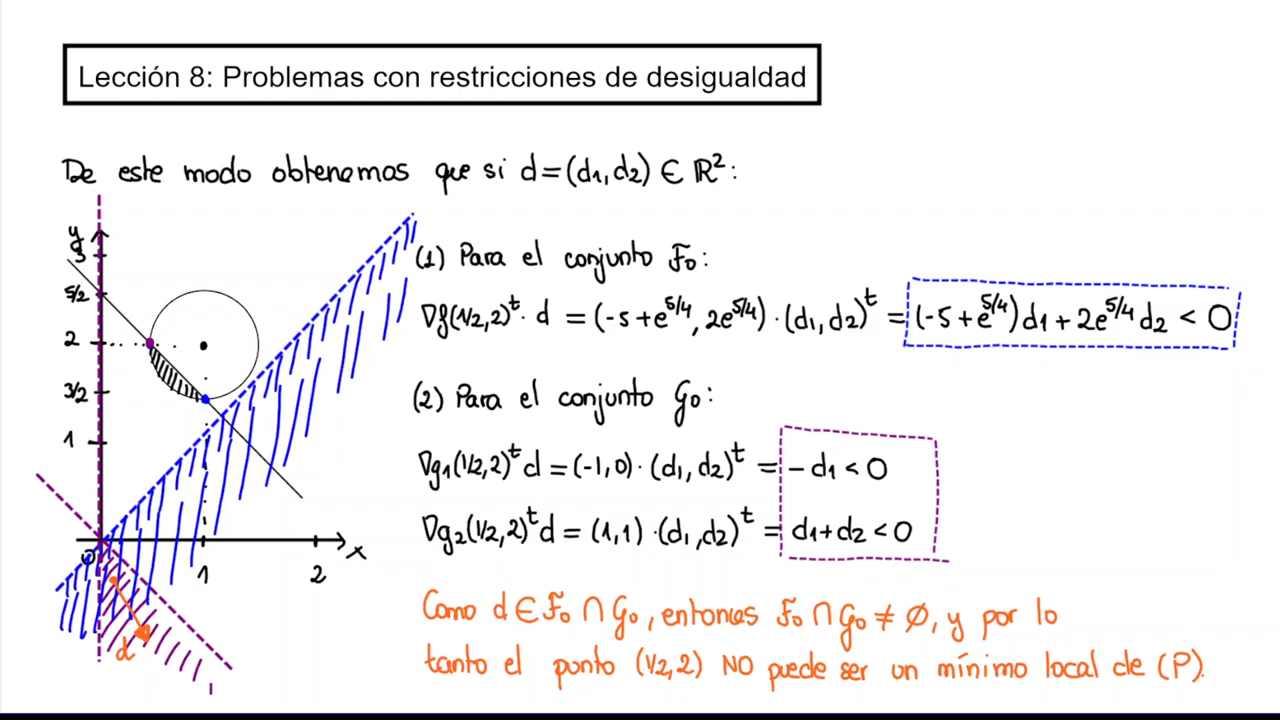 Lección 8: Problemas con restricciones de desigualdad
De este modo obtenemos que si d=(d1,d2) ∈ ℝ²:
y
3
5/2
2
3/2
1
0
1
2
x
d
(1) Para el conjunto F₀:
∇f(1/2,2)ᵗ· d = (-5+e^5/4, 2e^5/4)·(d1,d2)ᵗ = (-5+e^5/4)d1+2e^5/4 d2 < 0
(2) Para el conjunto G₀:
∇g1(1/2,2)ᵗ d = (-1,0)·(d1,d2)ᵗ = -d1<0
∇g2(1/2,2)ᵗ d = (1,1)·(d1,d2)ᵗ = d1+d2<0
Como d ∈ F₀ ∩ G₀, entonces F₀ ∩ G₀ ≠ ∅, y por lo
tanto el punto (1/2,2) NO puede ser un mínimo local de (P).